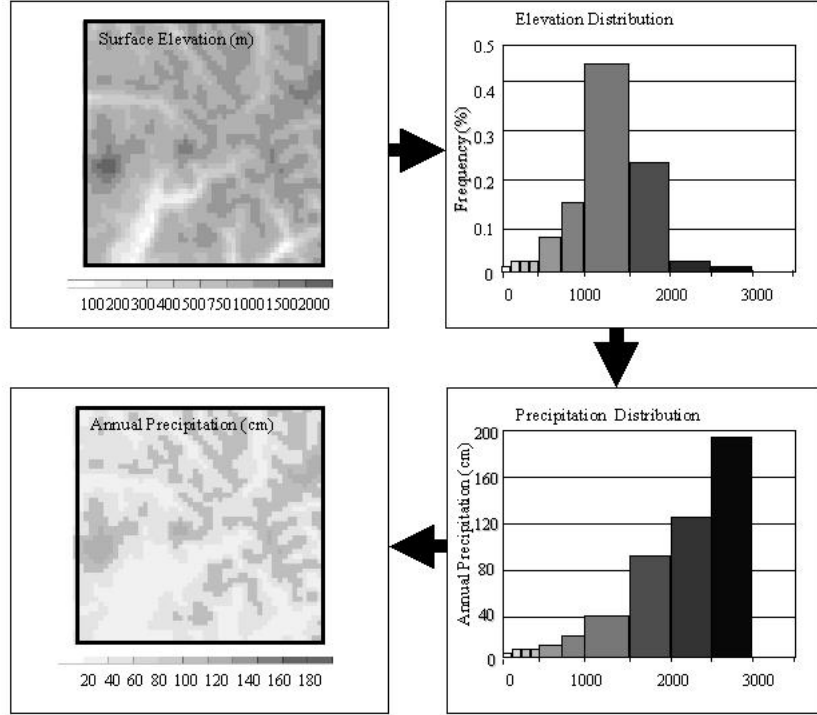 Surface Elevation (m)
100 200 300 400 500 750 1000 1500 2000
Elevation Distribution
Frequency (%)
0.5
0.4
0.3
0.2
0.1
0
0 1000 2000 3000
Annual Precipitation (cm)
20 40 60 80 100 120 140 160 180
Precipitation Distribution
Annual Precipitation (cm)
200
160
120
80
40
0
0 1000 2000 3000